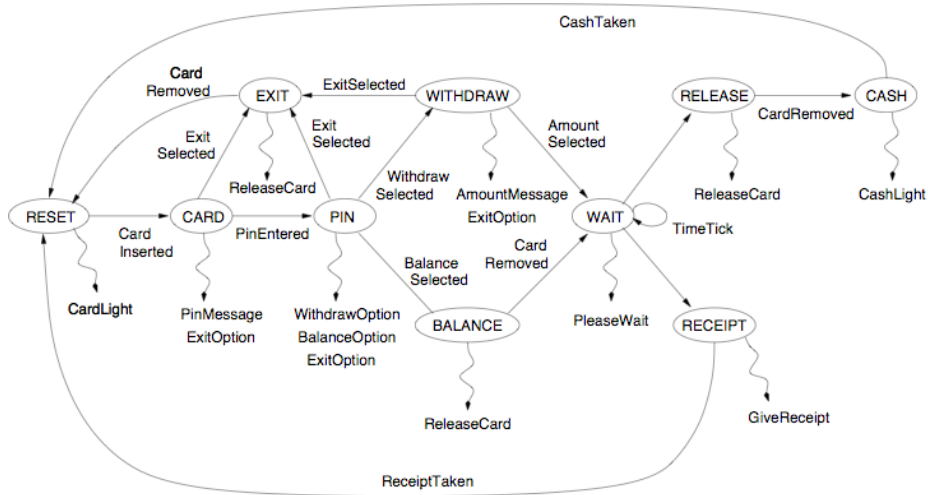 CashTaken
Card
Removed
EXIT
ExitSelected
WITHDRAW
RELEASE
CardRemoved
CASH
Exit
Selected
Exit
Selected
Amount
Selected
ReleaseCard
Withdraw
Selected
AmountMessage
ExitOption
ReleaseCard
CashLight
RESET
Card
Inserted
CARD
PinEntered
PIN
WAIT
TimeTick
Card
Removed
Balance
Selected
CardLight
PinMessage
ExitOption
WithdrawOption
BalanceOption
ExitOption
BALANCE
PleaseWait
RECEIPT
ReleaseCard
GiveReceipt
ReceiptTaken